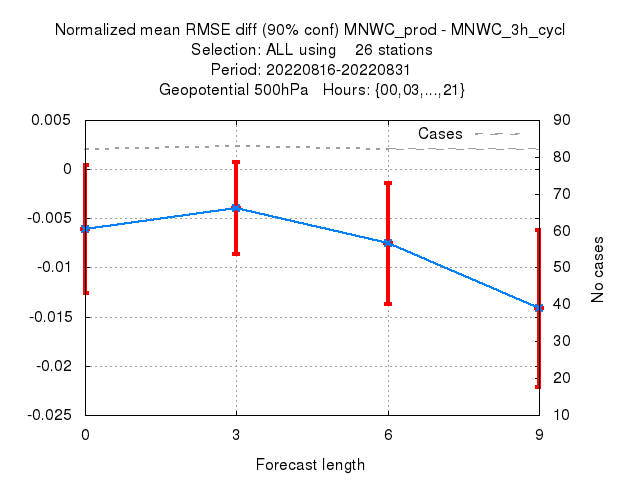 Normalized mean RMSE diff (90% conf) MNWC_prod - MNWC_3h_cycl
Selection: ALL using 26 stations
Period: 20220816-20220831
Geopotential 500hPa Hours: {00,03,...,21}
0.005
0
-0.005
-0.01
-0.015
-0.02
-0.025
Cases
90
80
70
60
50
40
30
20
10
No cases
0 3 6 9
Forecast length